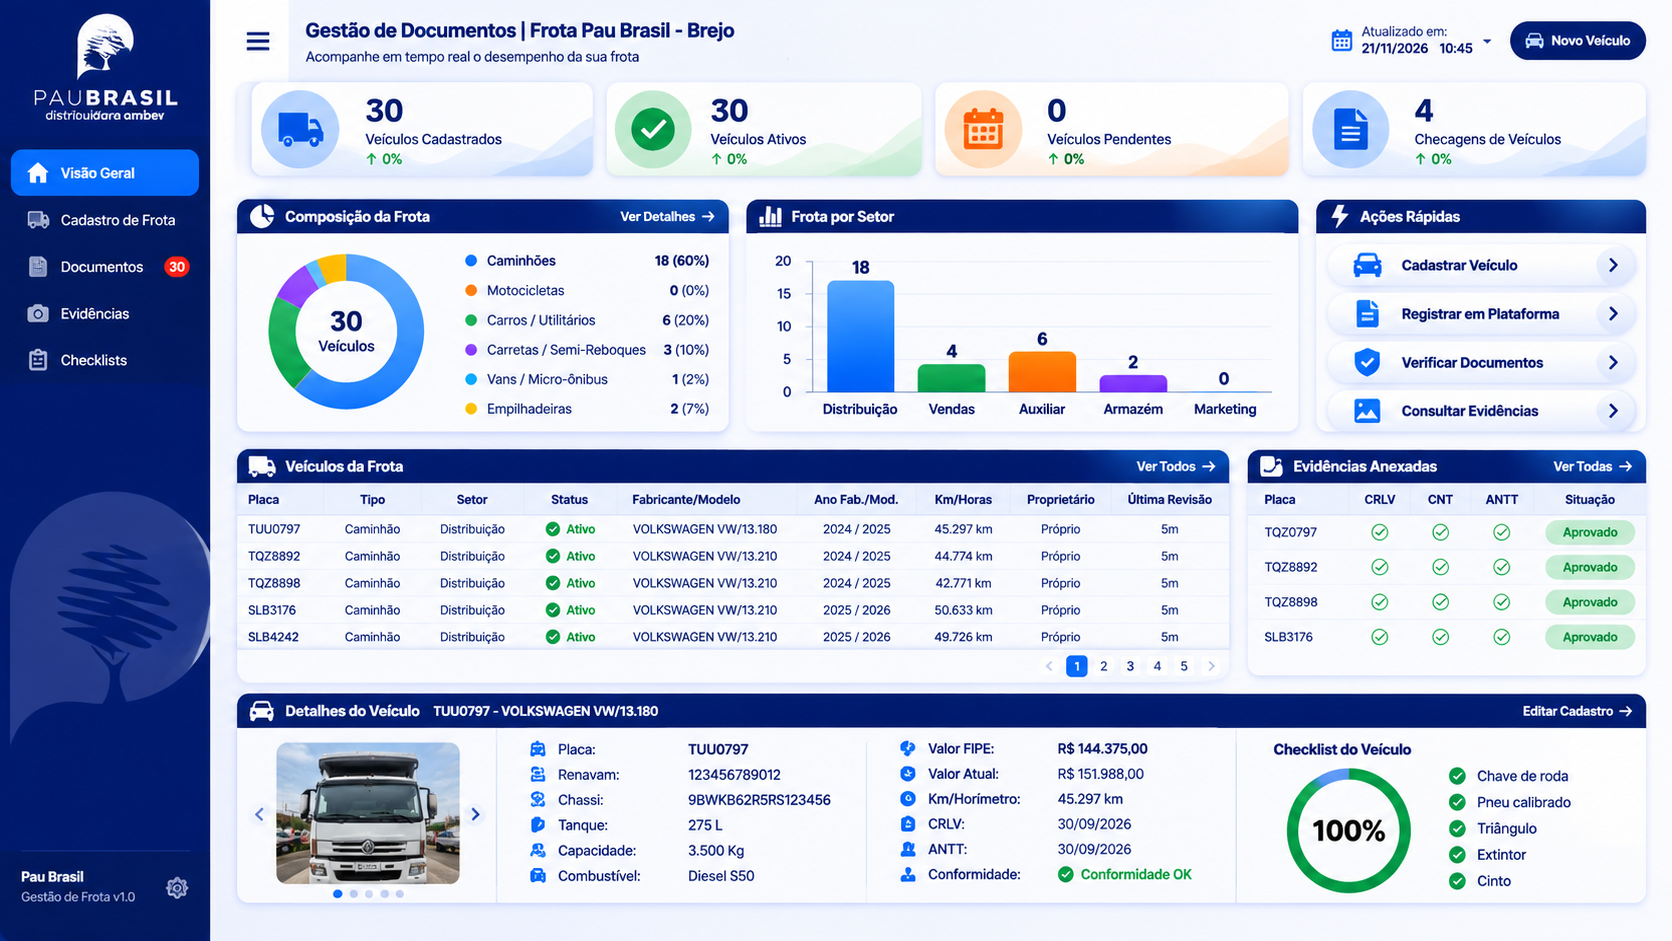 PAUBRASIL
distribuidora ambev
Visão Geral
Cadastro de Frota
Documentos 30
Evidências
Checklists
Pau Brasil
Gestão de Frota v1.0
Gestão de Documentos | Frota Pau Brasil - Brejo
Acompanhe em tempo real o desempenho da sua frota
Atualizado em:
21/11/2026 10:45
Novo Veículo
30
Veículos Cadastrados
↑ 0%
30
Veículos Ativos
↑ 0%
0
Veículos Pendentes
↑ 0%
4
Checagens de Veículos
↑ 0%
Composição da Frota Ver Detalhes →
30
Veículos
Caminhões 18 (60%)
Motocicletas 0 (0%)
Carros / Utilitários 6 (20%)
Carretas / Semi-Reboques 3 (10%)
Vans / Micro-ônibus 1 (2%)
Empilhadeiras 2 (7%)
Frota por Setor
20
15
10
5
0
18
4
6
2
0
Distribuição Vendas Auxiliar Armazém Marketing
Ações Rápidas
Cadastrar Veículo
Registrar em Plataforma
Verificar Documentos
Consultar Evidências
Veículos da Frota Ver Todos →
Placa Tipo Setor Status Fabricante/Modelo Ano Fab./Mod. Km/Horas Proprietário Última Revisão
TUU0797 Caminhão Distribuição Ativo VOLKSWAGEN VW/13.180 2024 / 2025 45.297 km Próprio 5m
TQZ8892 Caminhão Distribuição Ativo VOLKSWAGEN VW/13.210 2024 / 2025 44.774 km Próprio 5m
TQZ8898 Caminhão Distribuição Ativo VOLKSWAGEN VW/13.210 2024 / 2025 42.771 km Próprio 5m
SLB3176 Caminhão Distribuição Ativo VOLKSWAGEN VW/13.210 2025 / 2026 50.633 km Próprio 5m
SLB4242 Caminhão Distribuição Ativo VOLKSWAGEN VW/13.210 2025 / 2026 49.726 km Próprio 5m
< 1 2 3 4 5 >
Evidências Anexadas Ver Todas →
Placa CRLV CNT ANTT Situação
TQZ0797 Aprovado
TQZ8892 Aprovado
TQZ8898 Aprovado
SLB3176 Aprovado
Detalhes do Veículo TUU0797 - VOLKSWAGEN VW/13.180 Editar Cadastro →
Placa: TUU0797
Renavam: 123456789012
Chassi: 9BWKB62R5RS123456
Tanque: 275 L
Capacidade: 3.500 Kg
Combustível: Diesel S50
Valor FIPE: R$ 144.375,00
Valor Atual: R$ 151.988,00
Km/Horímetro: 45.297 km
CRLV: 30/09/2026
ANTT: 30/09/2026
Conformidade: Conformidade OK
Checklist do Veículo
100%
Chave de roda
Pneu calibrado
Triângulo
Extintor
Cinto